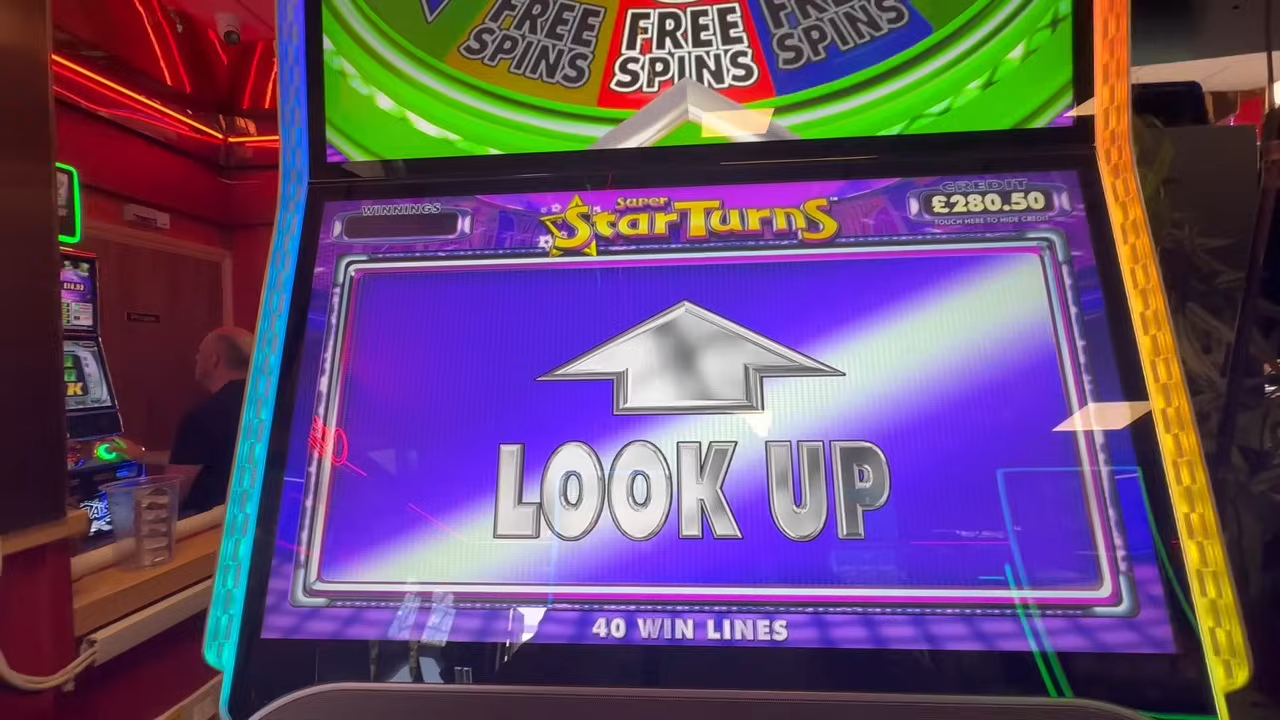 FREE
SPINS
FREE
SPINS
FREE
SPINS
WINNINGS
Super
StarTurns
CREDIT
£280.50
TOUCH HERE TO HIDE CREDIT
LOOK UP
40 WIN LINES